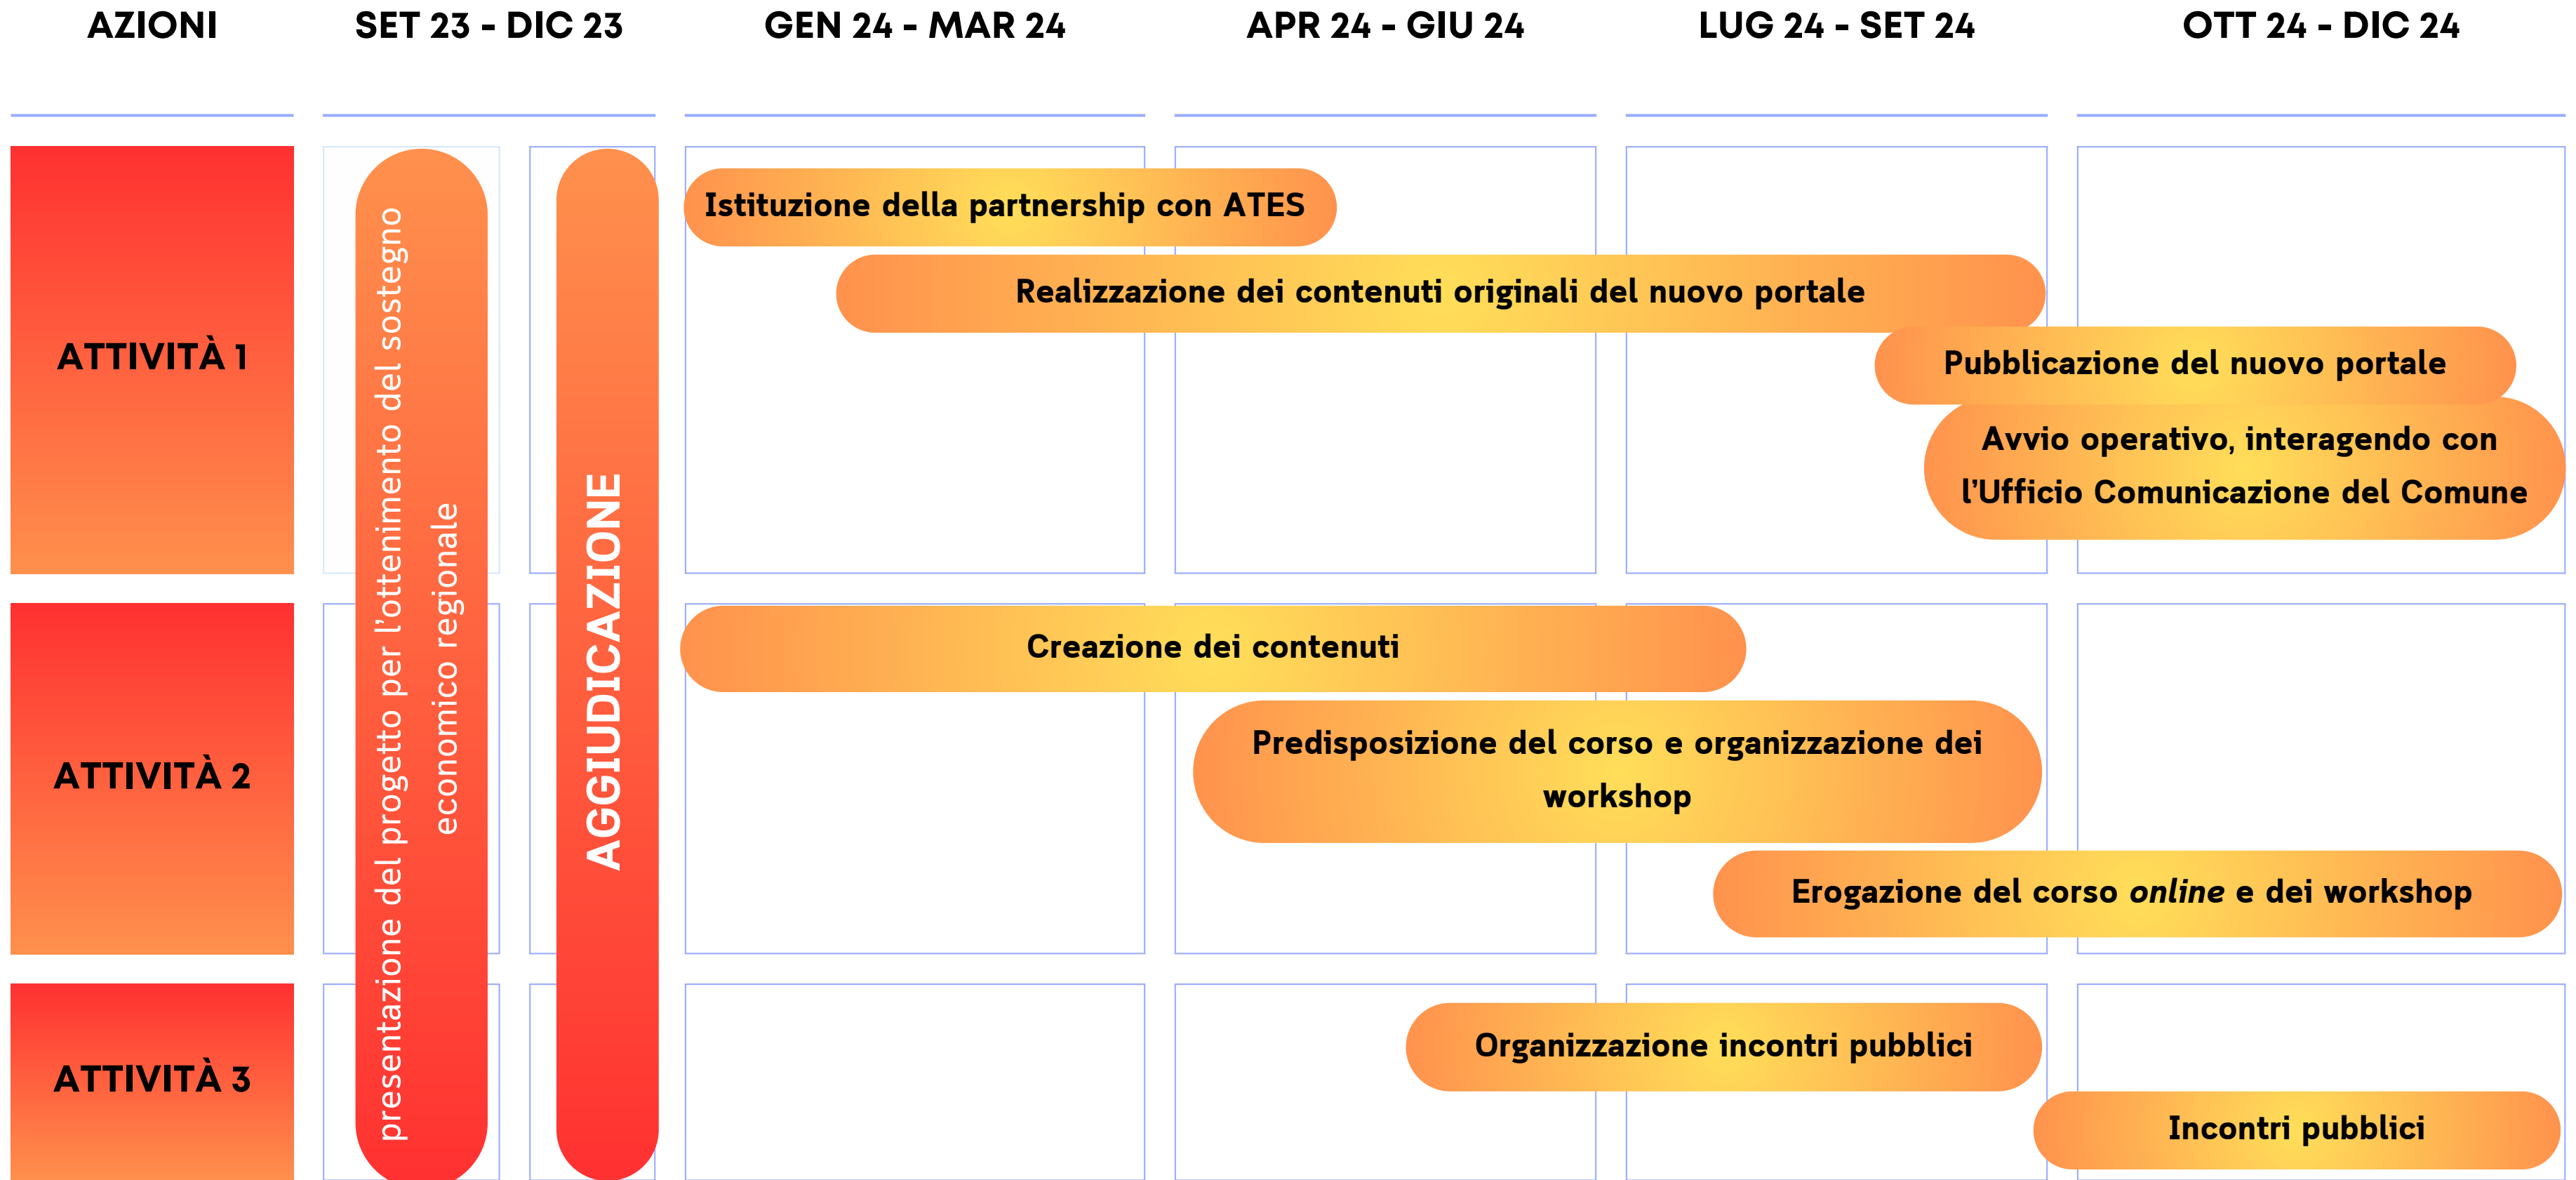 AZIONI
SET 23 - DIC 23
GEN 24 - MAR 24
APR 24 - GIU 24
LUG 24 - SET 24
OTT 24 - DIC 24
presentazione del progetto per l'ottenimento del sostegno
economico regionale
AGGIUDICAZIONE
ATTIVITÀ 1
Istituzione della partnership con ATES
Realizzazione dei contenuti originali del nuovo portale
Pubblicazione del nuovo portale
Avvio operativo, interagendo con
l'Ufficio Comunicazione del Comune
ATTIVITÀ 2
Creazione dei contenuti
Predisposizione del corso e organizzazione dei
workshop
Erogazione del corso online e dei workshop
ATTIVITÀ 3
Organizzazione incontri pubblici
Incontri pubblici